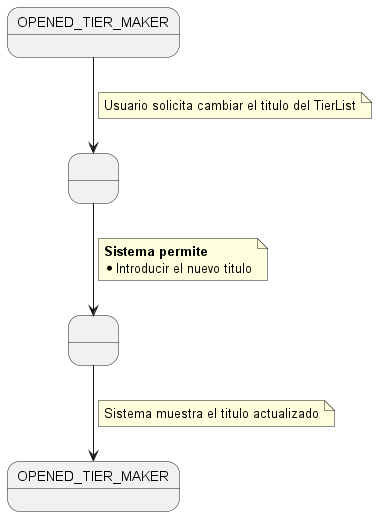 OPENED_TIER_MAKER
Usuario solicita cambiar el titulo del TierList
Sistema permite
• Introducir el nuevo titulo
Sistema muestra el titulo actualizado
OPENED_TIER_MAKER